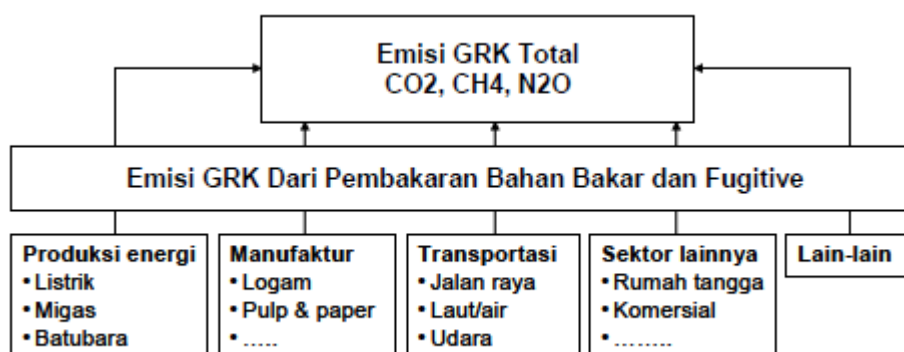 Emisi GRK Total
CO2, CH4, N2O
Emisi GRK Dari Pembakaran Bahan Bakar dan Fugitive
Produksi energi
• Listrik
• Migas
• Batubara
Manufaktur
• Logam
• Pulp & paper
• .....
Transportasi
• Jalan raya
• Laut/air
• Udara
Sektor lainnya
• Rumah tangga
• Komersial
• ........
Lain-lain